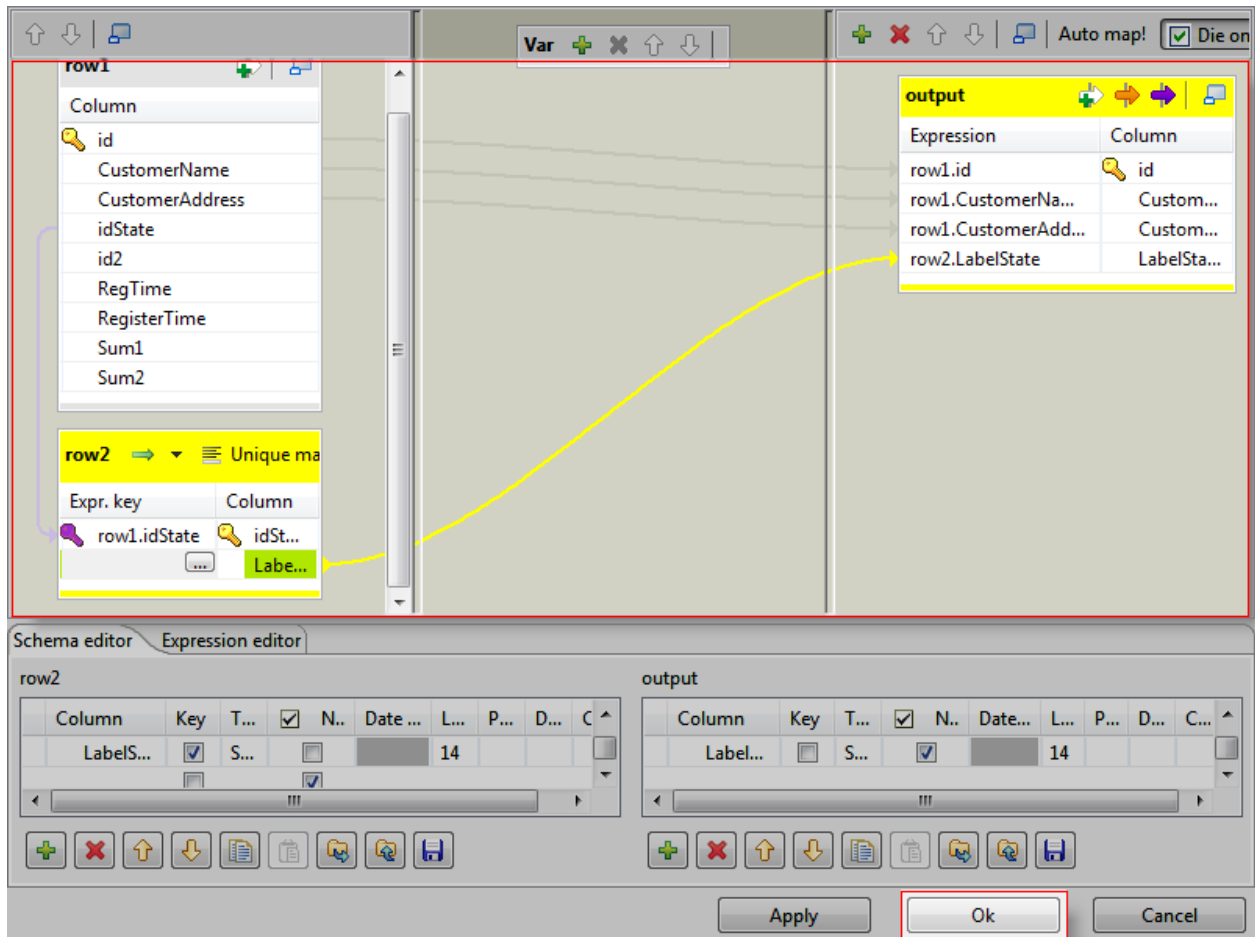 Var
Auto map!
Die on
row1
Column
id
CustomerName
CustomerAddress
idState
id2
RegTime
RegisterTime
Sum1
Sum2
row2 Unique ma
Expr. key Column
row1.idState idSt...
... Labe...
output
Expression Column
row1.id id
row1.CustomerNa... Custom...
row1.CustomerAdd... Custom...
row2.LabelState LabelSta...
Schema editor Expression editor
row2
Column Key T... N.. Date ... L... P... D... C
LabelS... S... 14
output
Column Key T... N.. Date... L... P... D... C...
Label... S... 14
Apply Ok Cancel